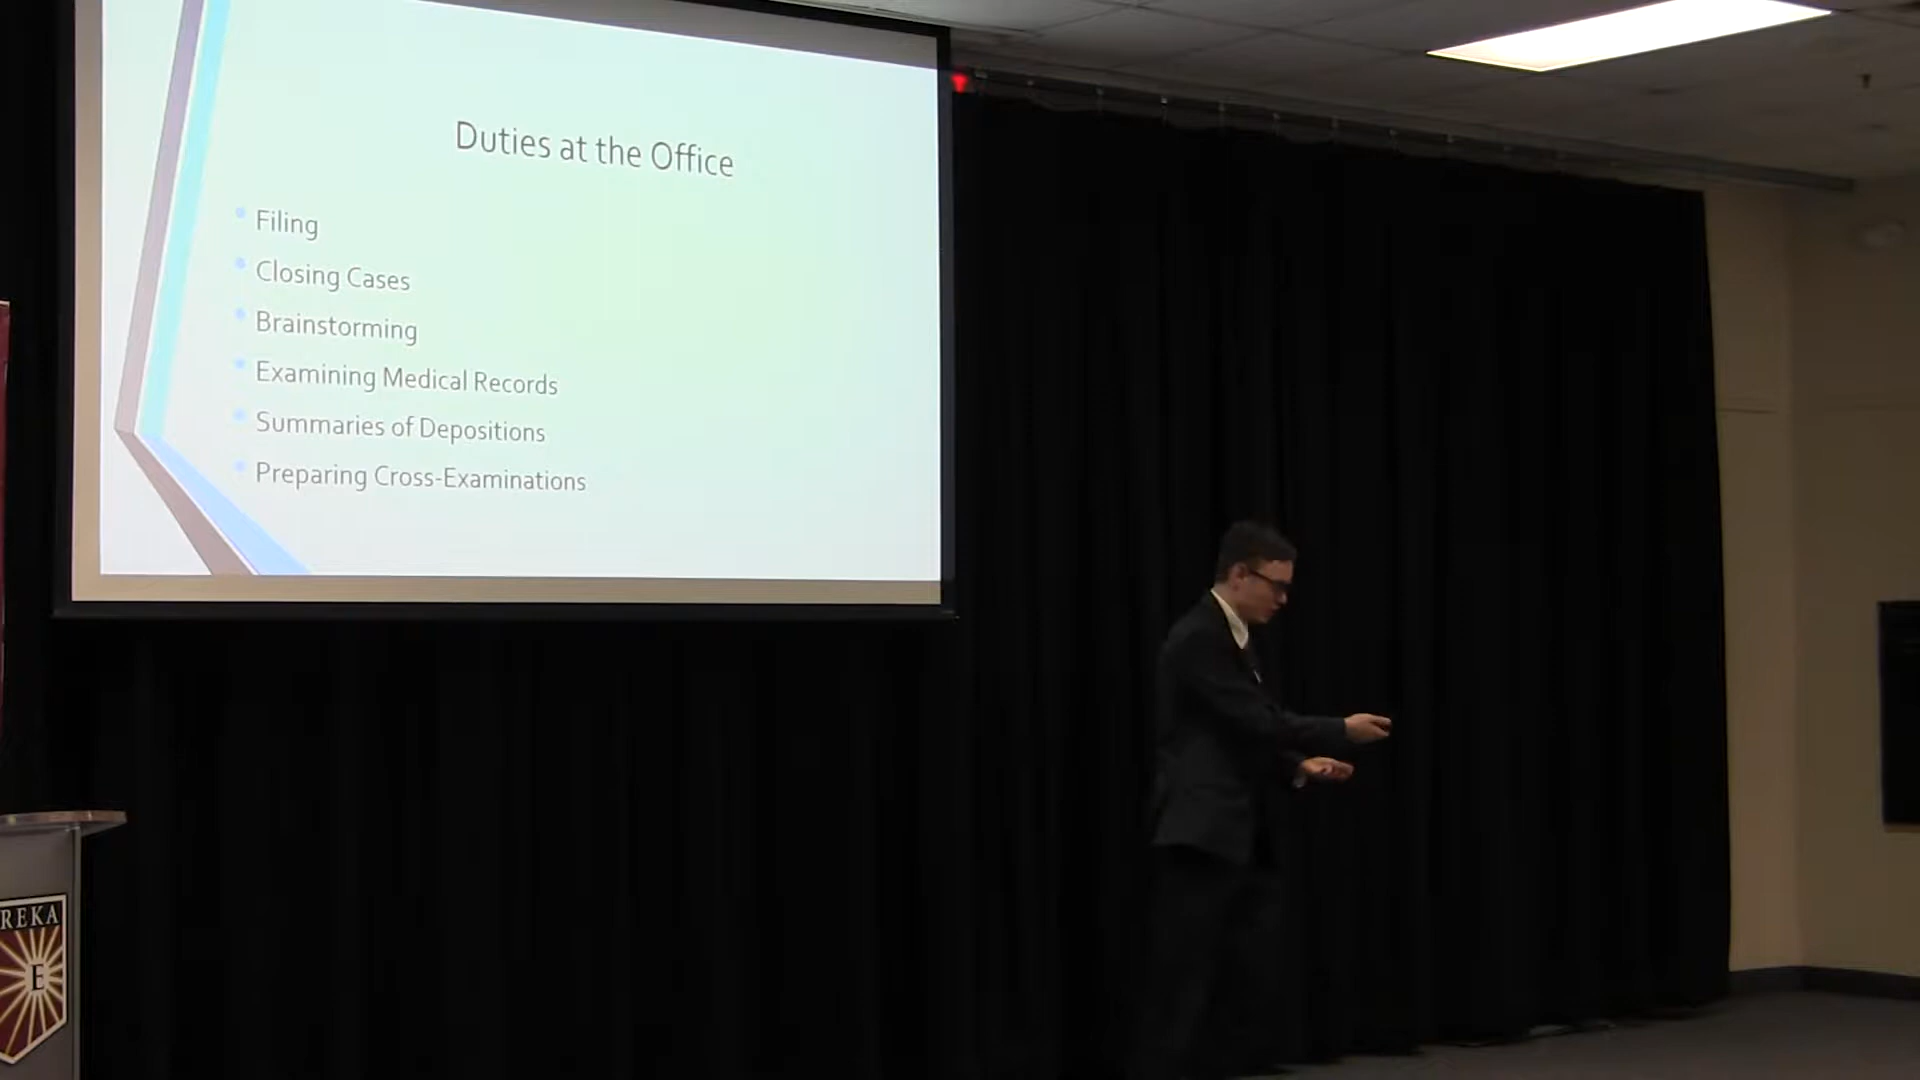 Duties at the Office
Filing
Closing Cases
Brainstorming
Examining Medical Records
Summaries of Depositions
Preparing Cross-Examinations
REKA
E